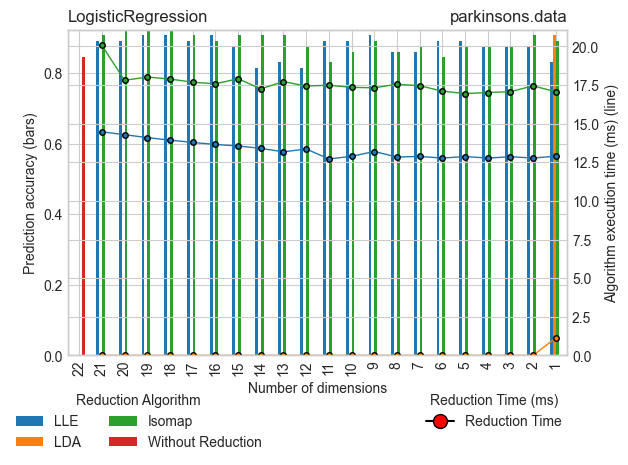 LogisticRegression parkinsons.data
Prediction accuracy (bars)
0.8
0.6
0.4
0.2
0.0
20.0
17.5
15.0
12.5
10.0
7.5
5.0
2.5
0.0
Algorithm execution time (ms) (line)
22 21 20 19 18 17 16 15 14 13 12 11 10 9 8 7 6 5 4 3 2 1
Number of dimensions
Reduction Algorithm
LLE Isomap
LDA Without Reduction
Reduction Time (ms)
Reduction Time